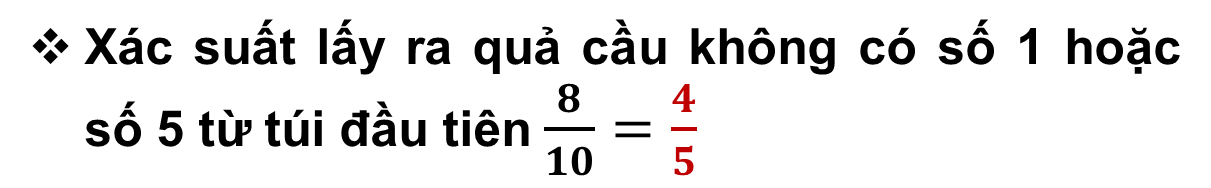 ❖ Xác suất lấy ra quả cầu không có số 1 hoặc
số 5 từ túi đầu tiên 8/10 = 4/5